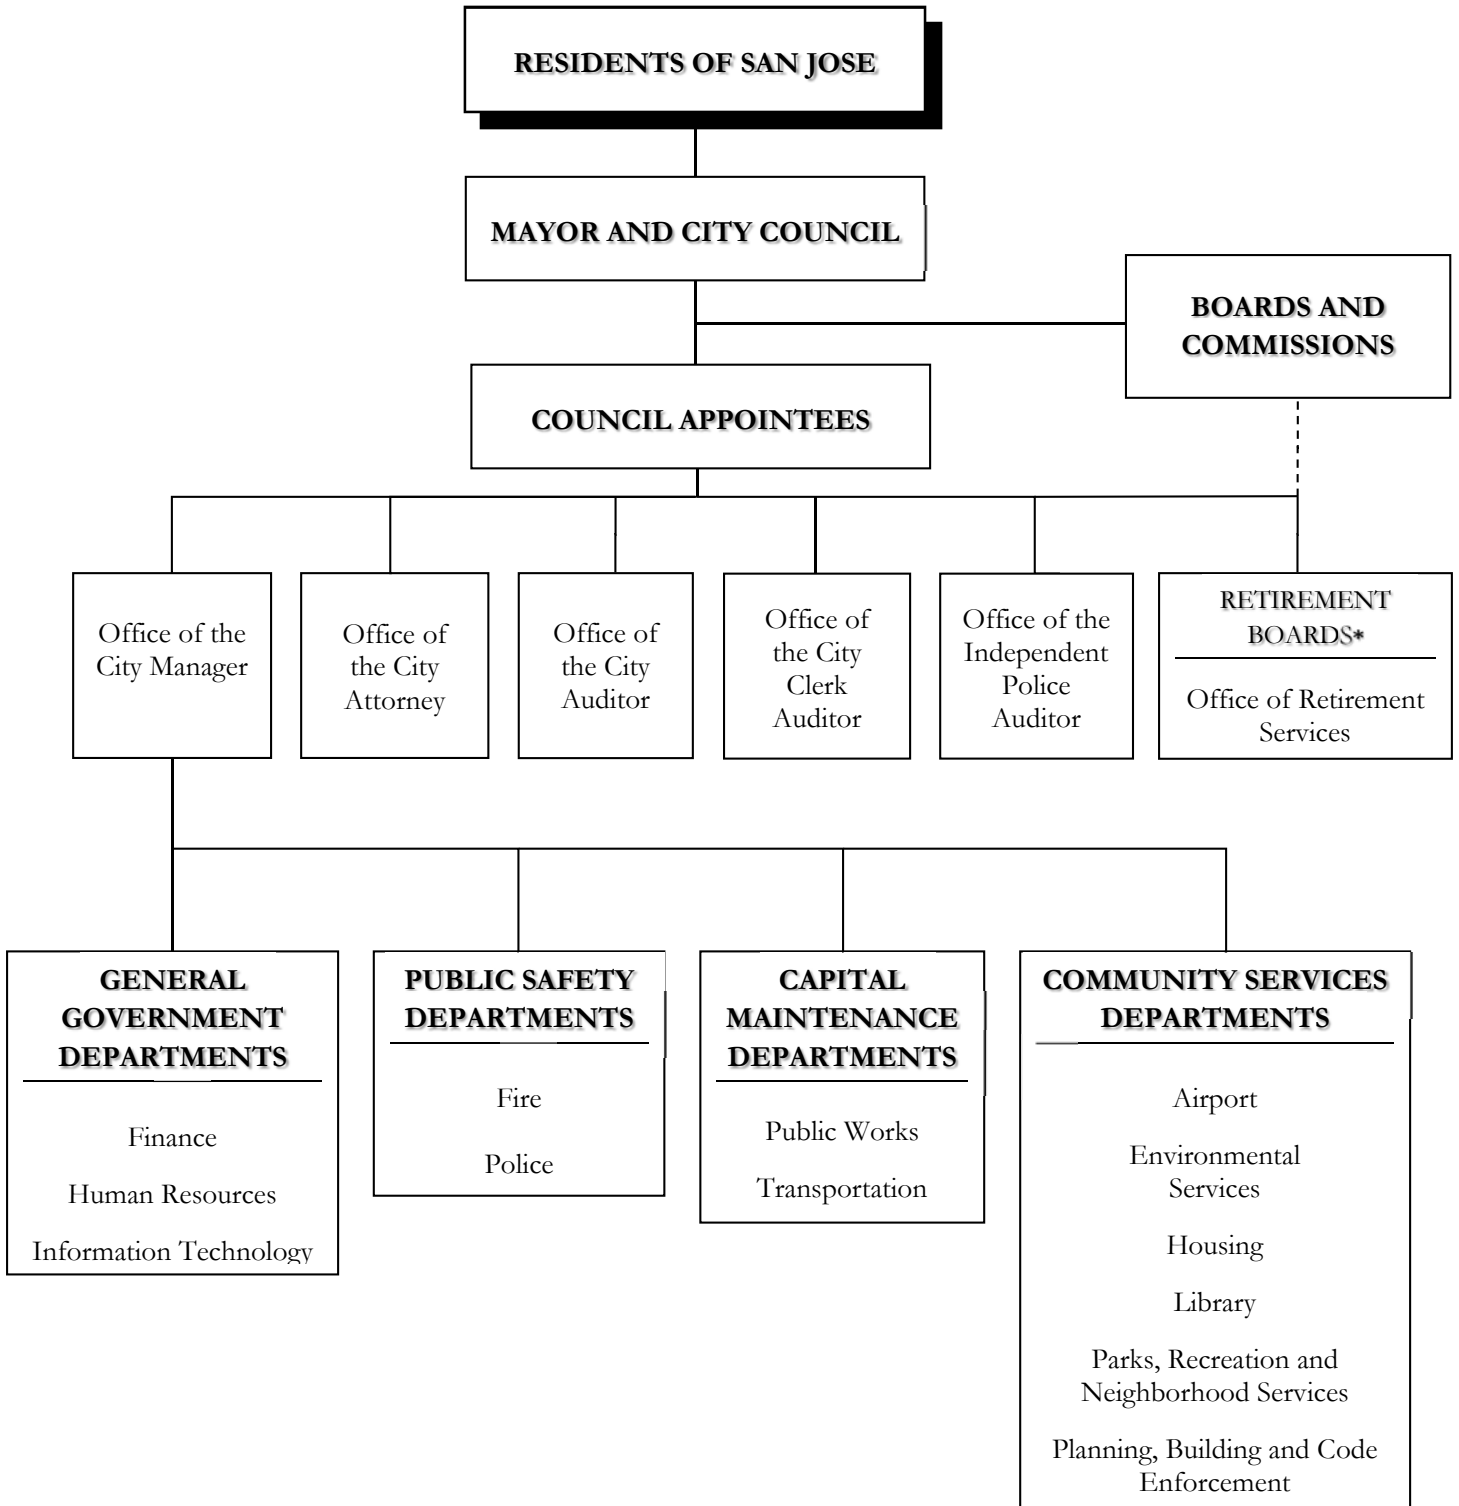 RESIDENTS OF SAN JOSE
MAYOR AND CITY COUNCIL
BOARDS AND
COMMISSIONS
COUNCIL APPOINTEES
Office of the
City Manager
Office of
the City
Attorney
Office of
the City
Auditor
Office of
the City
Clerk
Auditor
Office of the
Independent
Police
Auditor
RETIREMENT
BOARDS*
Office of Retirement
Services
GENERAL
GOVERNMENT
DEPARTMENTS
Finance
Human Resources
Information Technology
PUBLIC SAFETY
DEPARTMENTS
Fire
Police
CAPITAL
MAINTENANCE
DEPARTMENTS
Public Works
Transportation
COMMUNITY SERVICES
DEPARTMENTS
Airport
Environmental
Services
Housing
Library
Parks, Recreation and
Neighborhood Services
Planning, Building and Code
Enforcement